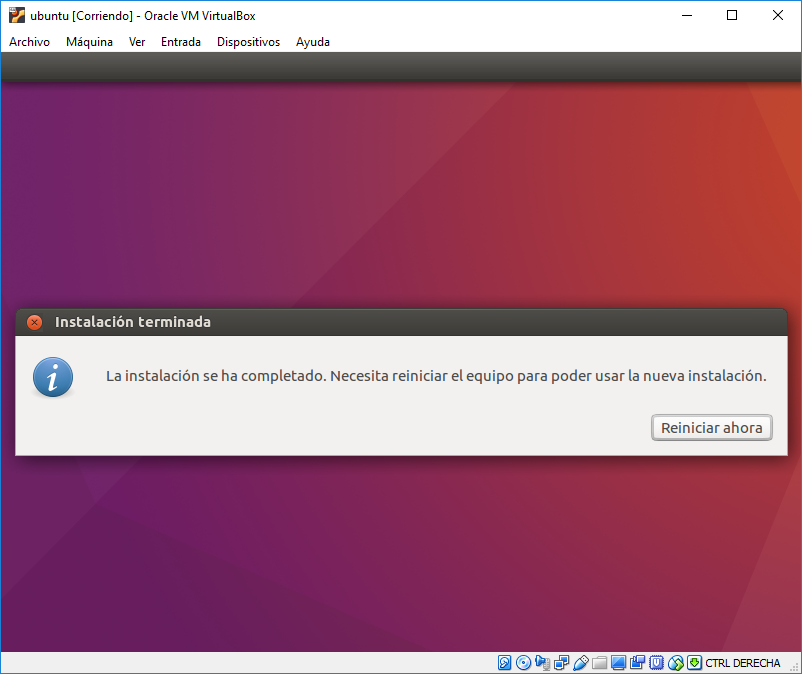 ubuntu [Corriendo] - Oracle VM VirtualBox
Archivo Máquina Ver Entrada Dispositivos Ayuda
Instalación terminada
La instalación se ha completado. Necesita reiniciar el equipo para poder usar la nueva instalación.
Reiniciar ahora
CTRL DERECHA